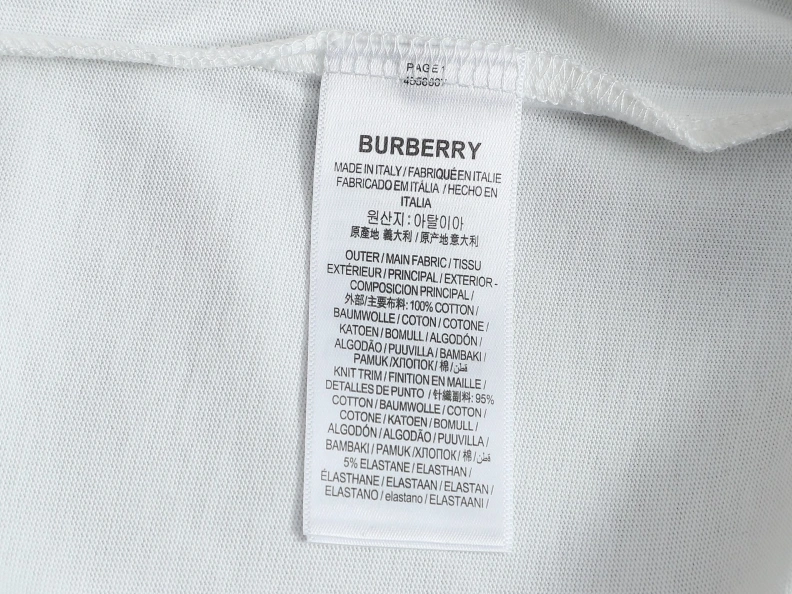 PAGE 1
BURBERRY
MADE IN ITALY / FABRIQUÉ EN ITALIE
FABRICADO EM ITÁLIA / HECHO EN
ITALIA
원산지 : 아탈이아
原產地 義大利 / 原产地 意大利
OUTER / MAIN FABRIC / TISSU
EXTÉRIEUR / PRINCIPAL / EXTERIOR -
COMPOSICION PRINCIPAL /
外部/主要布料: 100% COTTON /
BAUMWOLLE / COTON / COTONE /
KATOEN / BOMULL / ALGODÓN /
ALGODÃO / PUUVILLA / BAMBAKI /
PAMUK / ХЛОПОК / 棉 / قطن
KNIT TRIM / FINITION EN MAILLE /
DETALLES DE PUNTO / 针織副料: 95%
COTTON / BAUMWOLLE / COTON /
COTONE / KATOEN / BOMULL /
ALGODÓN / ALGODÃO / PUUVILLA /
BAMBAKI / PAMUK / ХЛОПОК / 棉 / قطن
5% ELASTANE / ELASTHAN /
ÉLASTHANE / ELASTAAN / ELASTAN /
ELASTANO / elastano / ELASTAANI /